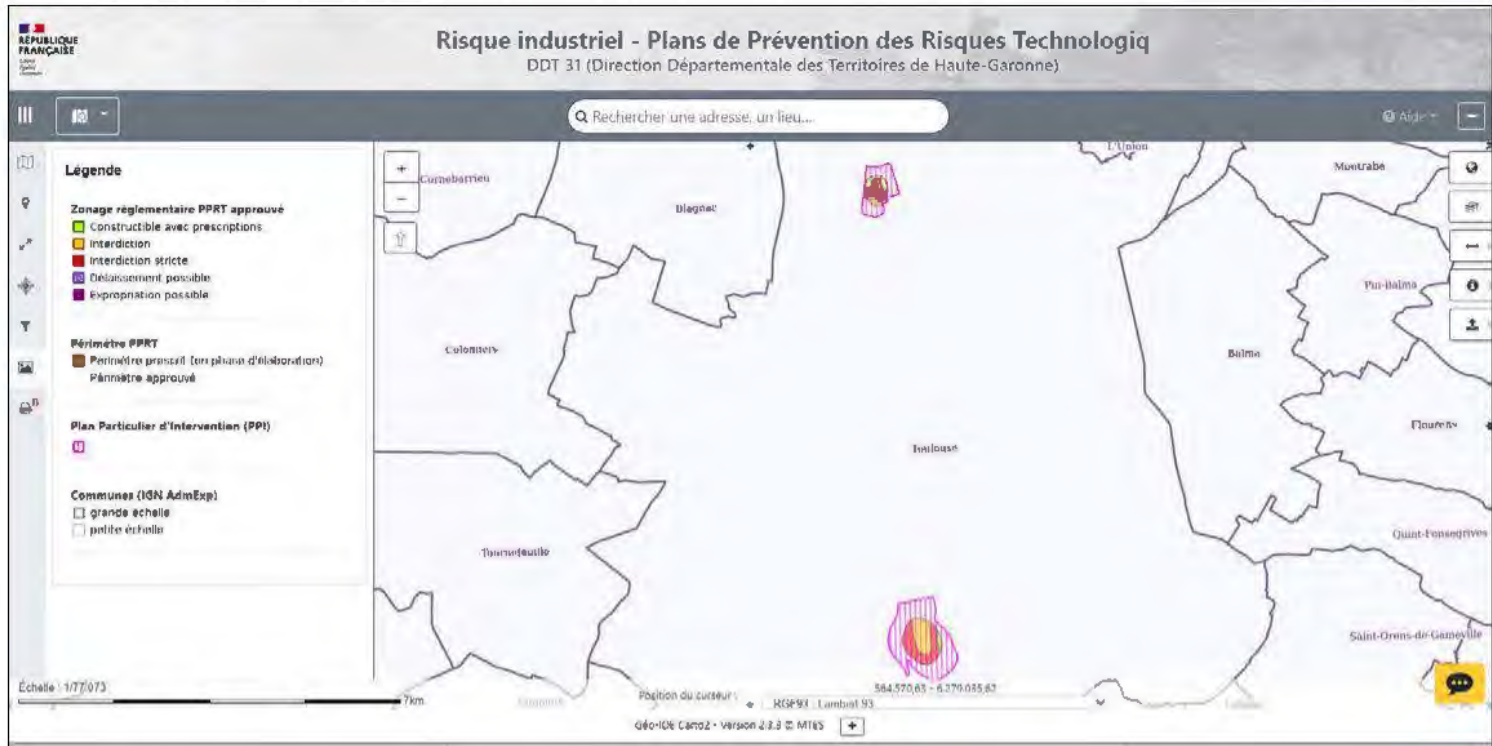 RÉPUBLIQUE
FRANÇAISE
Risque industriel - Plans de Prévention des Risques Technologiq
DDT 31 (Direction Départementale des Territoires de Haute-Garonne)
Rechercher une adresse, un lieu...
Aide
Légende
Zonage réglementaire PPRT approuvé
Constructible avec prescriptions
Interdiction
Interdiction stricte
Délaissement possible
Expropriation possible
Périmètre PPRT
Périmètre prescrit (en phase d'élaboration)
Périmètre approuvé
Plan Particulier d'Intervention (PPI)
Communes (IGN AdmExp)
grande échelle
petite échelle
Cornebarrieu
Blagnac
L'Union
Montrabe
Pin-Balma
Colomiers
Balma
Flourens
Toulouse
Quint-Fonsegrives
Tournefeuille
Saint-Orens-de-Gameville
Échelle : 1/77 073
7km
Position du curseur :
564.570,63 - 6.279.035,62
RGF93 / Lambert 93
Géo-IDE Carto2 - Version 2.3.3 © MTES